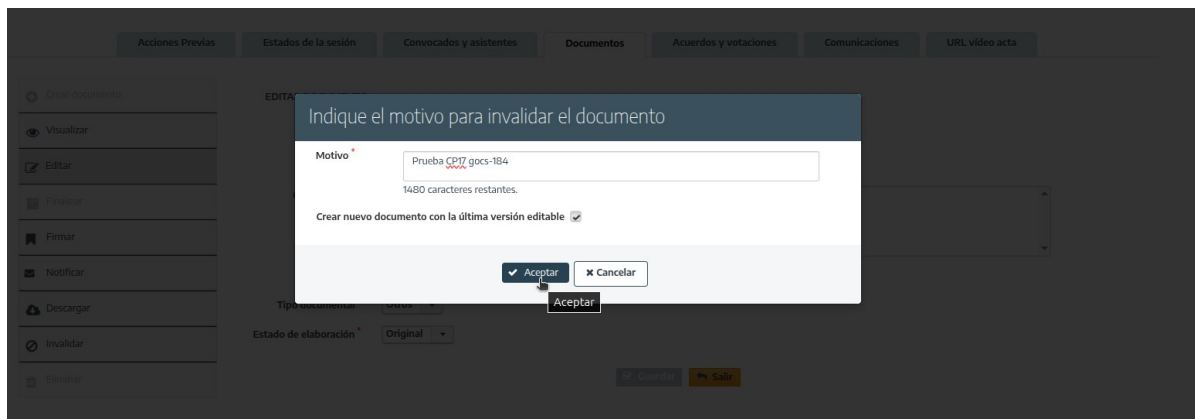 Acciones Previas Estados de la sesión Convocados y asistentes Documentos Acuerdos y votaciones Comunicaciones URL vídeo acta
Crear documento
EDITA
Indique el motivo para invalidar el documento
Visualizar
Motivo * Prueba CP17 gocs-184
Editar
1480 caracteres restantes.
Finalizar
Crear nuevo documento con la última versión editable
Firmar
Notificar
Aceptar Cancelar
Aceptar
Descargar
Tipo documental Otros
Invalidar
Estado de elaboración * Original
Eliminar
Guardar Salir